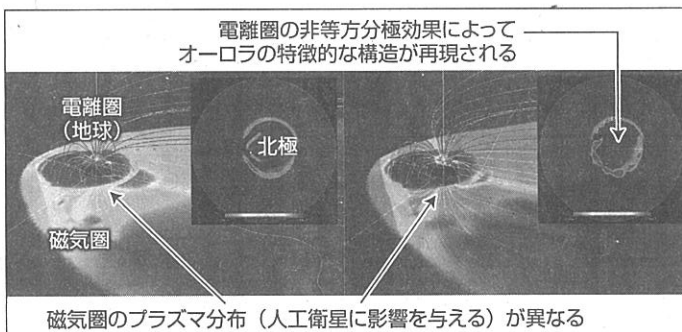 電離圏の非等方分極効果によって
オーロラの特徴的な構造が再現される
電離圏
(地球)
北極
磁気圏
磁気圏のプラズマ分布(人工衛星に影響を与える)が異なる